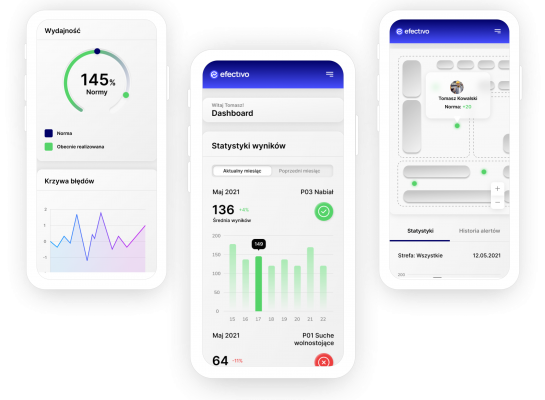 Wydajność
145%
Normy
Norma
Obecnie realizowana
Krzywa błędów
2
1
0
-1
efectivo
Witaj Tomasz!
Dashboard
Statystyki wyników
Aktualny miesiąc
Poprzedni miesiąc
Maj 2021
P03 Nabiał
136 +4%
Średnia wyników
200
150
100
50
0
149
15 16 17 18 19 20 21 22
Maj 2021
P01 Suche
wolnostojące
64 -11%
efectivo
Tomasz Kowalski
Norma: +20
+
−
Statystyki
Historia alertów
Strefa: Wszystkie
12.05.2021
200